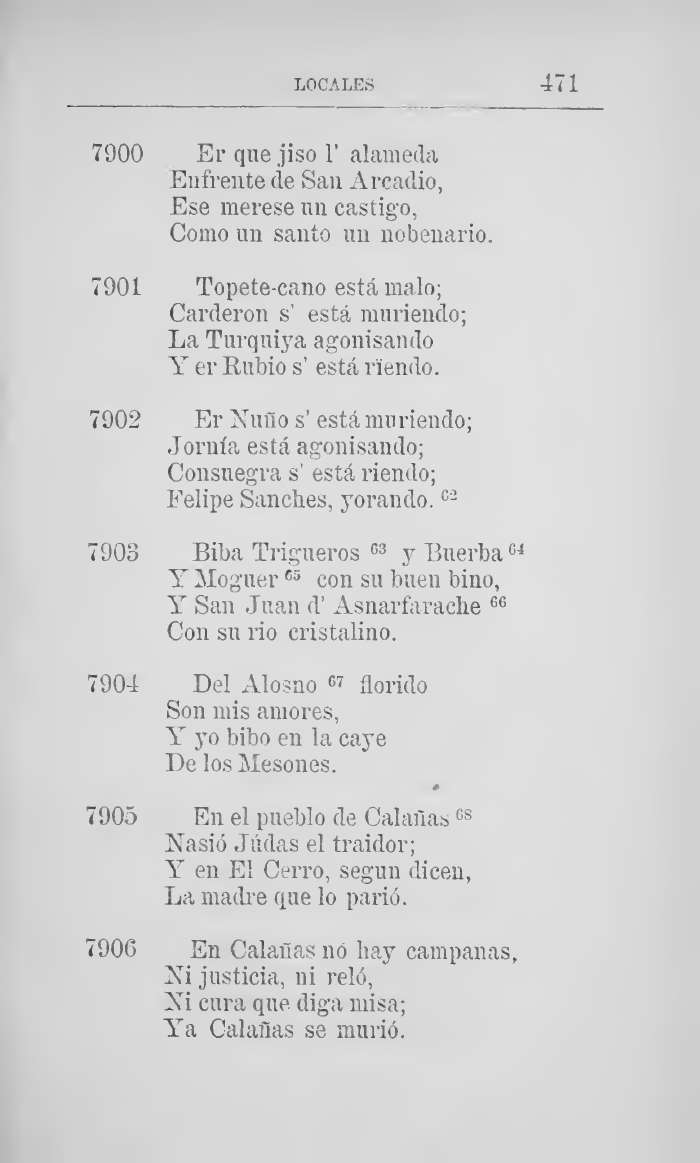 LOCALES 471
7900 Er que jiso l' alameda
Enfrente de San Arcadio,
Ese merese un castigo,
Como un santo un nobenario.
7901 Topete-cano está malo;
Carderon s' está muriendo;
La Turquiya agonisando
Y er Rubio s' está rïendo.
7902 Er Nuño s' está muriendo;
Jornía está agonisando;
Consuegra s' está riendo;
Felipe Sanches, yorando. 62
7903 Biba Trigueros 63 y Buerba 64
Y Moguer 65 con su buen bino,
Y San Juan d' Asnarfarache 66
Con su rio cristalino.
7904 Del Alosno 67 florido
Son mis amores,
Y yo bibo en la caye
De los Mesones.
7905 En el pueblo de Calañas 68
Nasió Júdas el traidor;
Y en El Cerro, segun dicen,
La madre que lo parió.
7906 En Calañas nó hay campanas,
Ni justicia, ni reló,
Ni cura que diga misa;
Ya Calañas se murió.